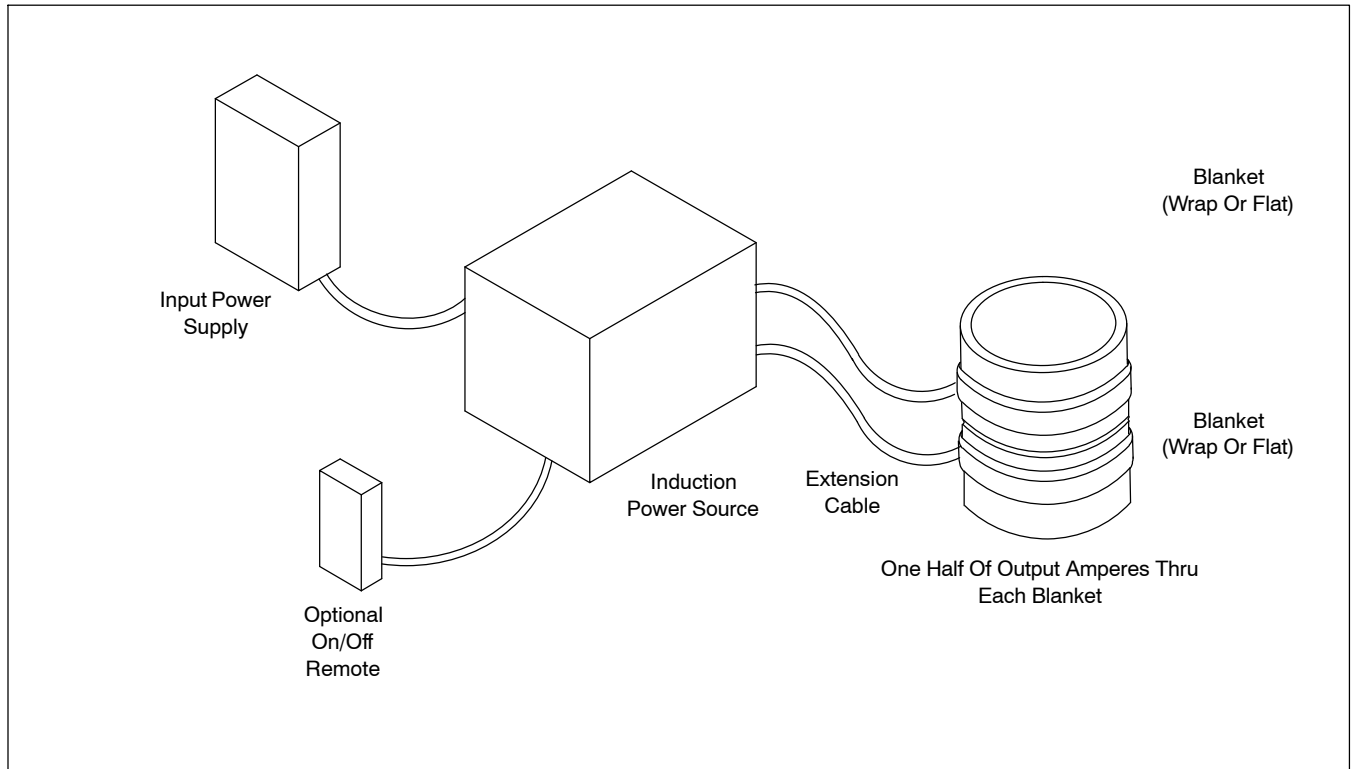 Blanket
(Wrap Or Flat)
Input Power
Supply
Blanket
(Wrap Or Flat)
Induction
Power Source
Extension
Cable
One Half Of Output Amperes Thru
Each Blanket
Optional
On/Off
Remote